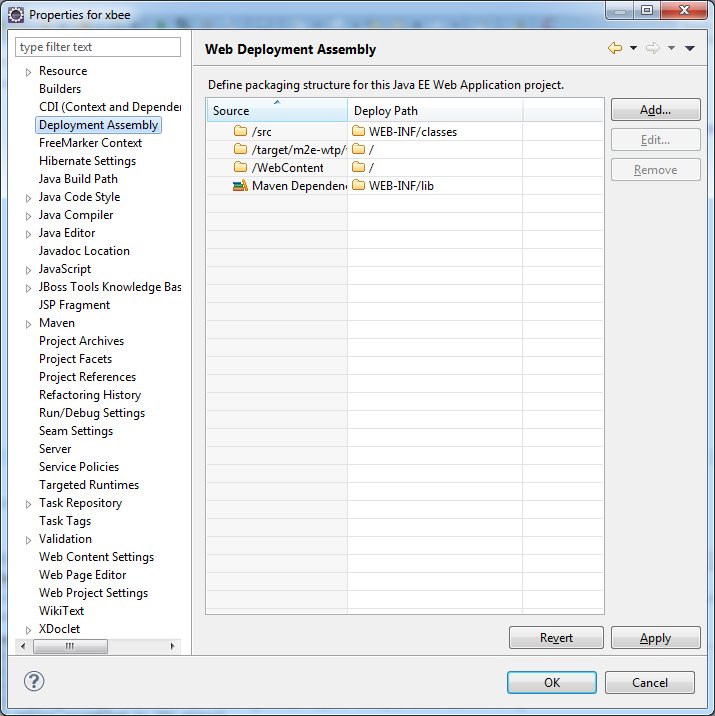 Properties for xbee
type filter text
Resource
Builders
CDI (Context and Depender
Deployment Assembly
FreeMarker Context
Hibernate Settings
Java Build Path
Java Code Style
Java Compiler
Java Editor
Javadoc Location
JavaScript
JBoss Tools Knowledge Bas
JSP Fragment
Maven
Project Archives
Project Facets
Project References
Refactoring History
Run/Debug Settings
Seam Settings
Server
Service Policies
Targeted Runtimes
Task Repository
Task Tags
Validation
Web Content Settings
Web Page Editor
Web Project Settings
WikiText
XDoclet
Web Deployment Assembly
Define packaging structure for this Java EE Web Application project.
Source Deploy Path
/src WEB-INF/classes
/target/m2e-wtp/ /
/WebContent /
Maven Dependen WEB-INF/lib
Add...
Edit...
Remove
Revert Apply
? OK Cancel